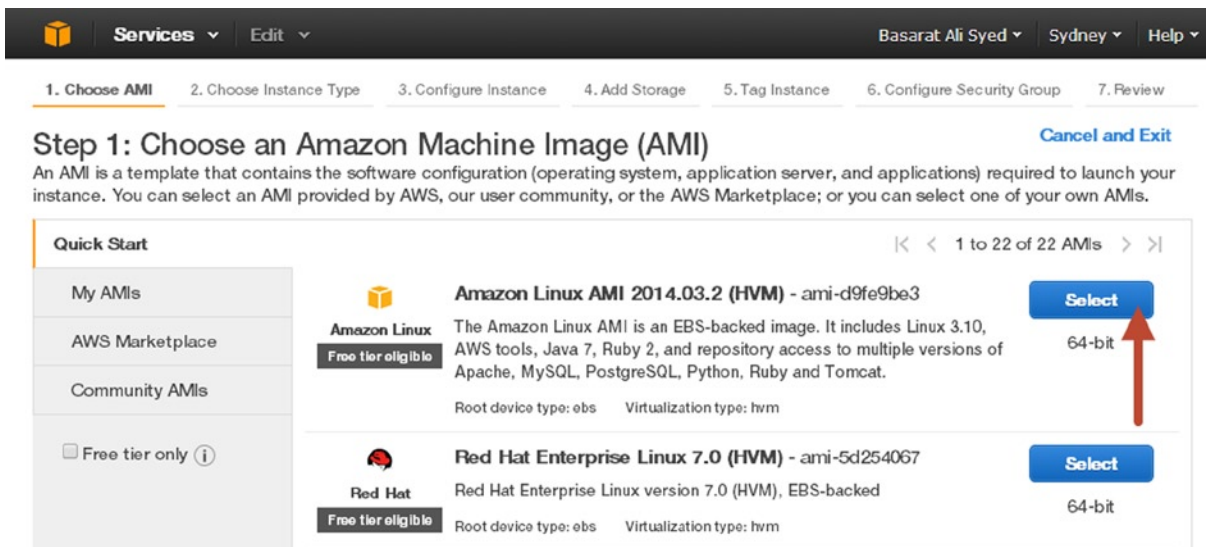 Services Edit Basarat Ali Syed Sydney Help
1. Choose AMI 2. Choose Instance Type 3. Configure Instance 4. Add Storage 5. Tag Instance 6. Configure Security Group 7. Review
Step 1: Choose an Amazon Machine Image (AMI) Cancel and Exit
An AMI is a template that contains the software configuration (operating system, application server, and applications) required to launch your
instance. You can select an AMI provided by AWS, our user community, or the AWS Marketplace; or you can select one of your own AMIs.
Quick Start
My AMIs
AWS Marketplace
Community AMIs
Free tier only
1 to 22 of 22 AMIs
Amazon Linux
Free tier eligible
Amazon Linux AMI 2014.03.2 (HVM) - ami-d9fe9be3
The Amazon Linux AMI is an EBS-backed image. It includes Linux 3.10,
AWS tools, Java 7, Ruby 2, and repository access to multiple versions of
Apache, MySQL, PostgreSQL, Python, Ruby and Tomcat.
Root device type: ebs Virtualization type: hvm
Select
64-bit
Red Hat
Free tier eligible
Red Hat Enterprise Linux 7.0 (HVM) - ami-5d254067
Red Hat Enterprise Linux version 7.0 (HVM), EBS-backed
Root device type: ebs Virtualization type: hvm
Select
64-bit